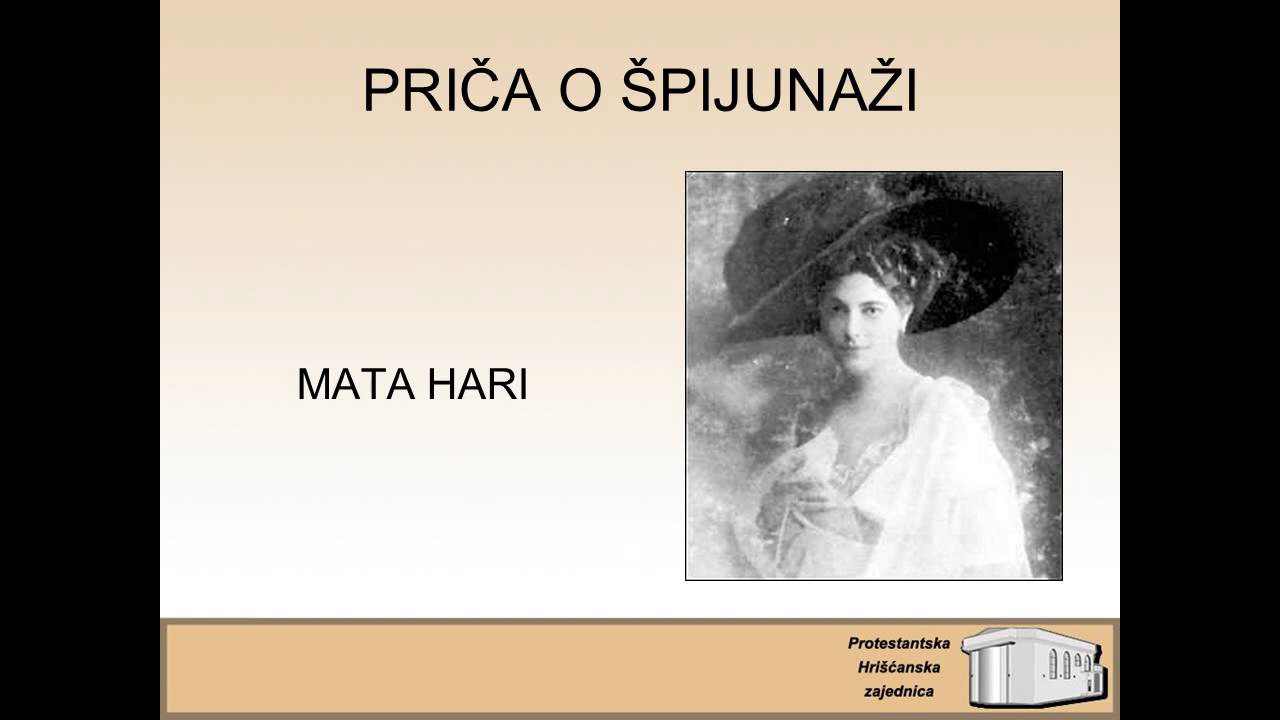 PRIČA O ŠPIJUNAŽI
MATA HARI
Protestantska
Hrišćanska
zajednica